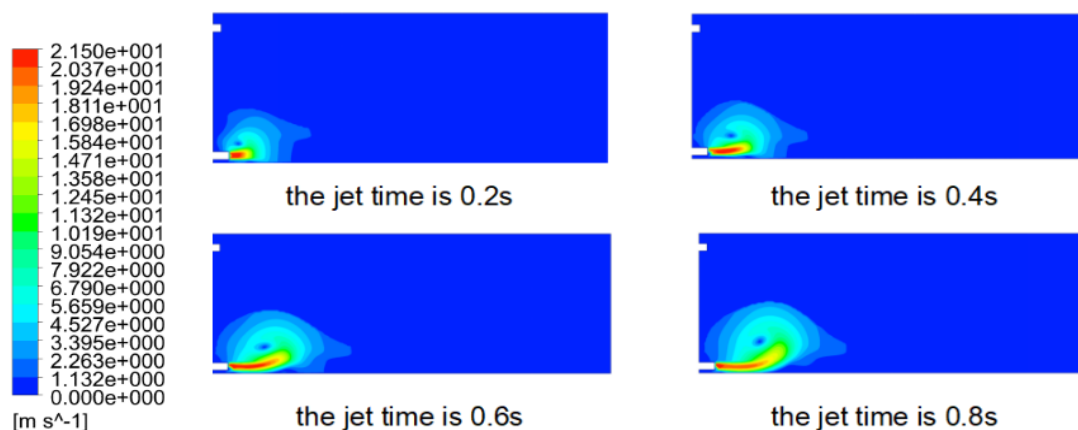 2.150e+001
2.037e+001
1.924e+001
1.811e+001
1.698e+001
1.584e+001
1.471e+001
1.358e+001
1.245e+001
1.132e+001
1.019e+001
9.054e+000
7.922e+000
6.790e+000
5.659e+000
4.527e+000
3.395e+000
2.263e+000
1.132e+000
0.000e+000
[m s^-1]
the jet time is 0.2s
the jet time is 0.4s
the jet time is 0.6s
the jet time is 0.8s